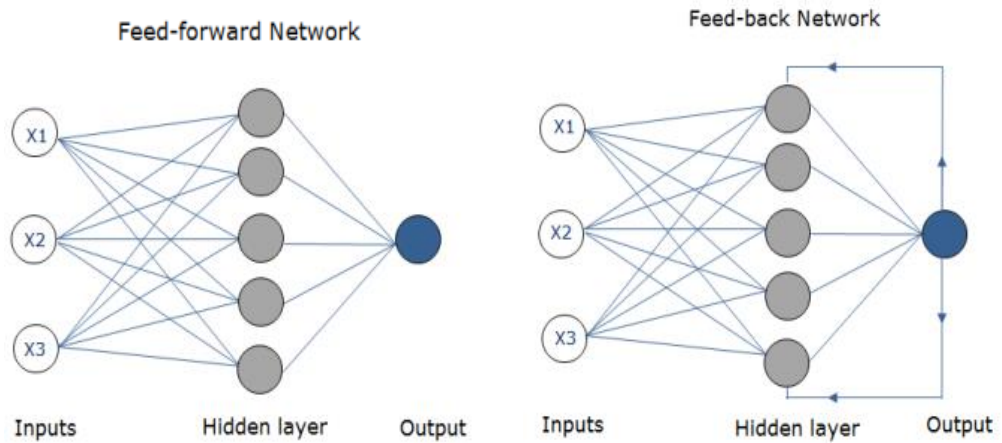 Feed-forward Network
X1
X2
X3
Inputs
Hidden layer
Output
Feed-back Network
X1
X2
X3
Inputs
Hidden layer
Output